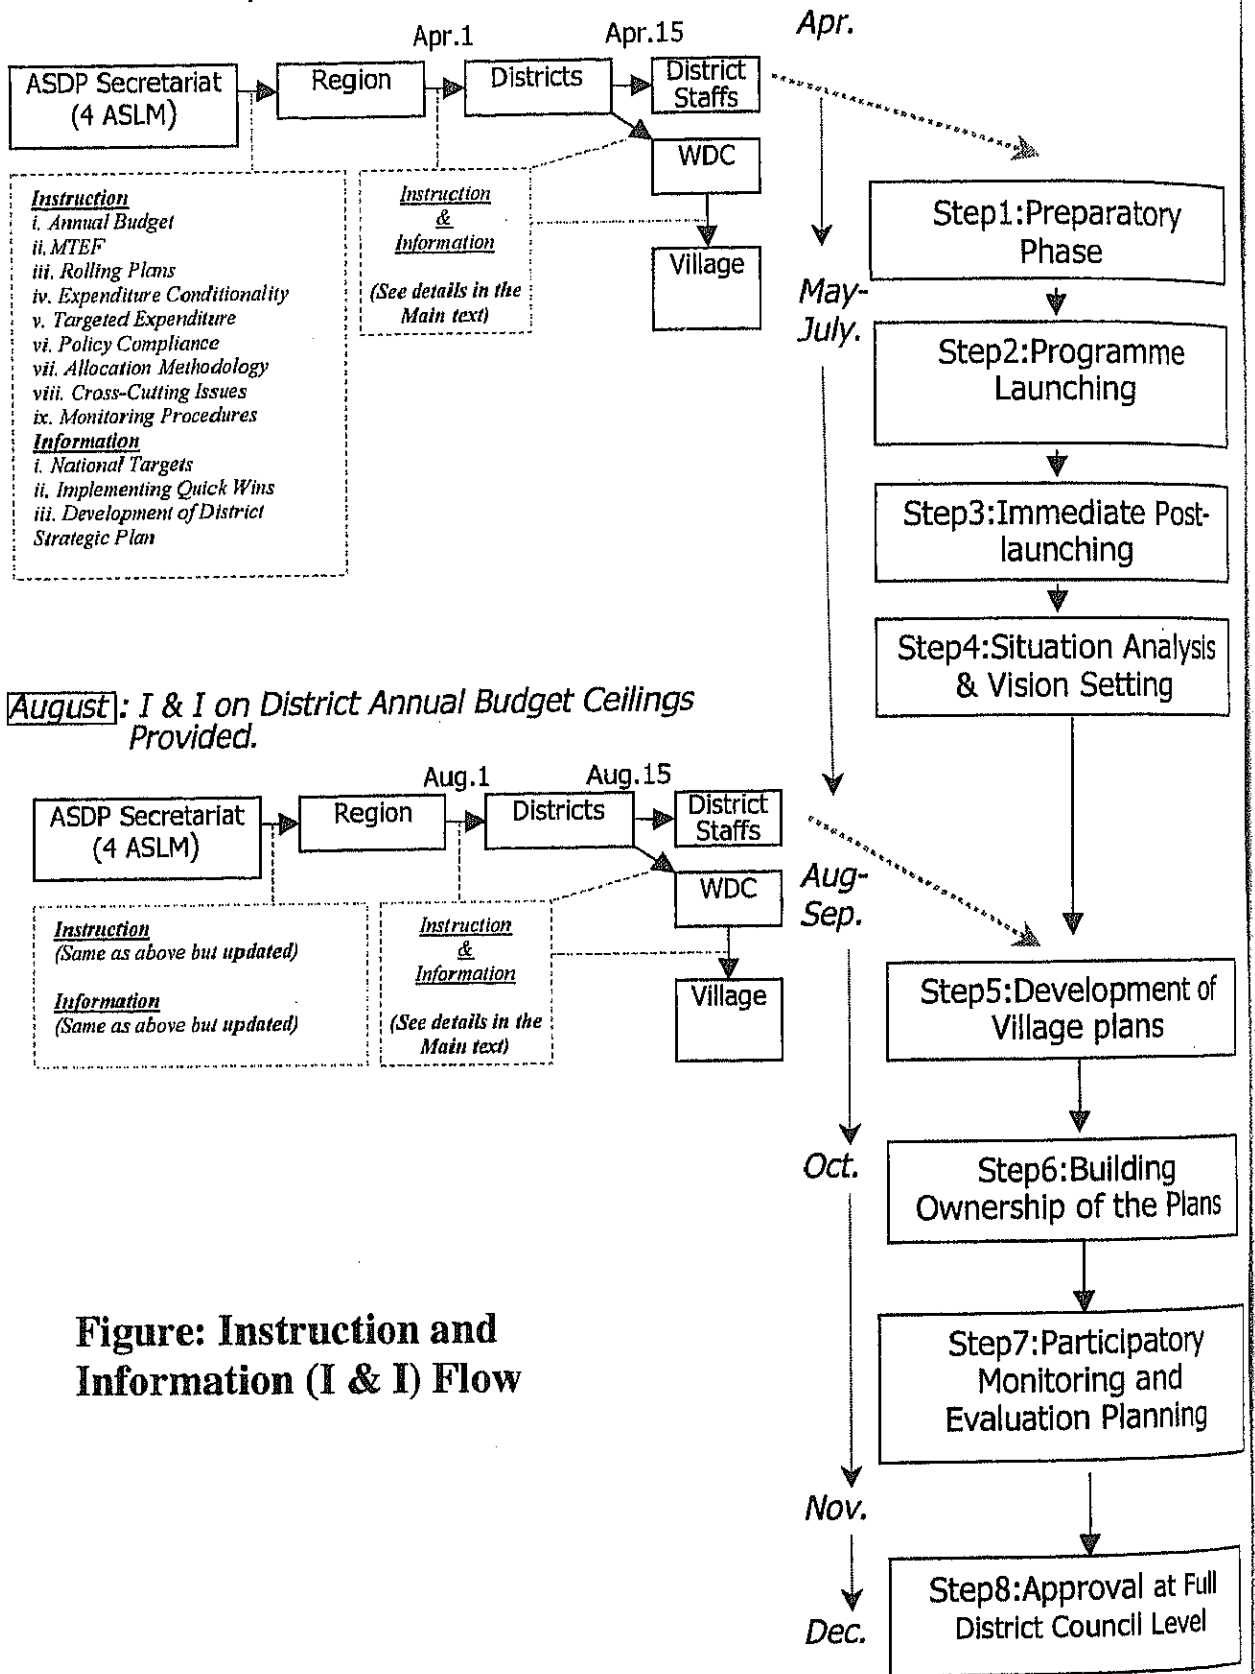 Apr.1
Apr.15
Apr.
ASDP Secretariat
(4 ASLM)
Region
Districts
District
Staffs
WDC
Village
Instruction
i. Annual Budget
ii. MTEF
iii. Rolling Plans
iv. Expenditure Conditionality
v. Targeted Expenditure
vi. Policy Compliance
vii. Allocation Methodology
viii. Cross-Cutting Issues
ix. Monitoring Procedures
Information
i. National Targets
ii. Implementing Quick Wins
iii. Development of District
Strategic Plan
Instruction
&
Information
(See details in the
Main text)
May-
July.
Step1:Preparatory
Phase
Step2:Programme
Launching
Step3:Immediate Post-
launching
Step4:Situation Analysis
& Vision Setting
August: I & I on District Annual Budget Ceilings
Provided.
Aug.1
Aug.15
ASDP Secretariat
(4 ASLM)
Region
Districts
District
Staffs
WDC
Village
Instruction
(Same as above but updated)
Information
(Same as above but updated)
Instruction
&
Information
(See details in the
Main text)
Aug-
Sep.
Step5:Development of
Village plans
Oct.
Step6:Building
Ownership of the Plans
Step7:Participatory
Monitoring and
Evaluation Planning
Nov.
Step8:Approval at Full
District Council Level
Dec.
Figure: Instruction and
Information (I & I) Flow